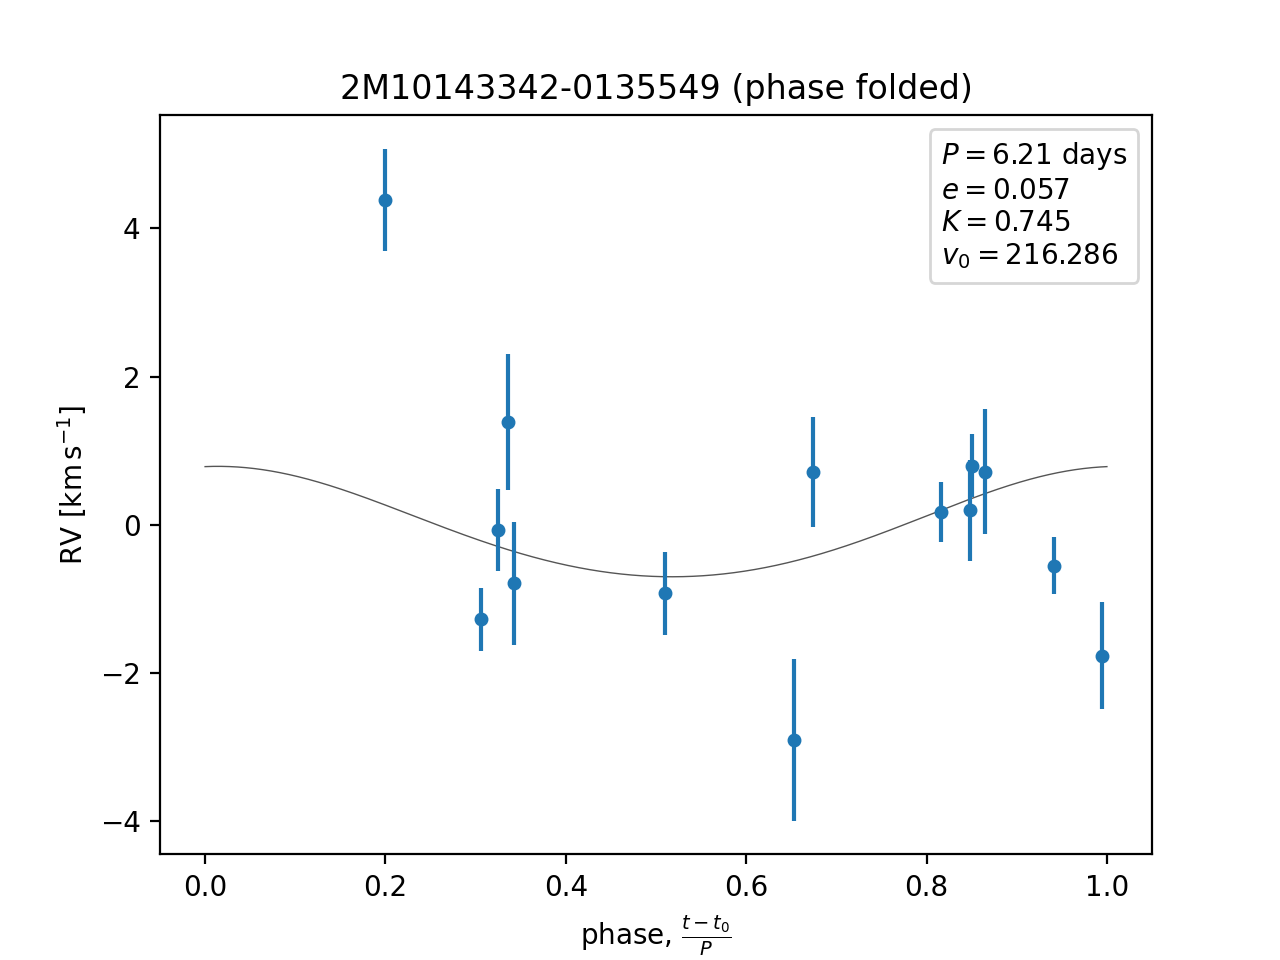 2M10143342-0135549 (phase folded)
P = 6.21 days
e = 0.057
K = 0.745
v₀ = 216.286
RV [km s⁻¹]
4
2
0
−2
−4
0.0 0.2 0.4 0.6 0.8 1.0
phase, (t − t₀)/P